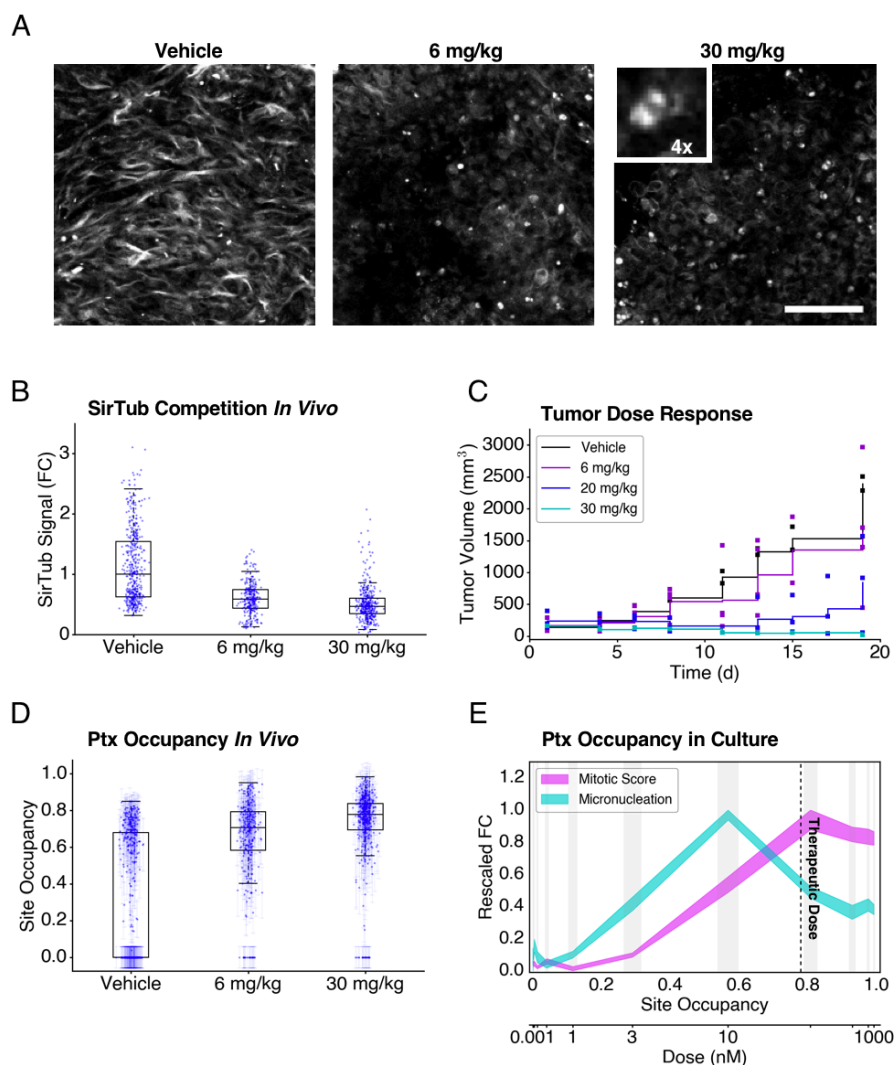 A
Vehicle
6 mg/kg
30 mg/kg
4x
B
SirTub Competition In Vivo
SirTub Signal (FC)
3
2
1
0
Vehicle
6 mg/kg
30 mg/kg
C
Tumor Dose Response
Tumor Volume (mm³)
3000
2500
2000
1500
1000
500
0
Vehicle
6 mg/kg
20 mg/kg
30 mg/kg
0
5
10
15
20
Time (d)
D
Ptx Occupancy In Vivo
Site Occupancy
1.0
0.8
0.6
0.4
0.2
0.0
Vehicle
6 mg/kg
30 mg/kg
E
Ptx Occupancy in Culture
Rescaled FC
1.2
1.0
0.8
0.6
0.4
0.2
0.0
Mitotic Score
Micronucleation
Therapeutic Dose
0
0.2
0.4
0.6
0.8
1.0
Site Occupancy
0.001
1
3
10
1000
Dose (nM)